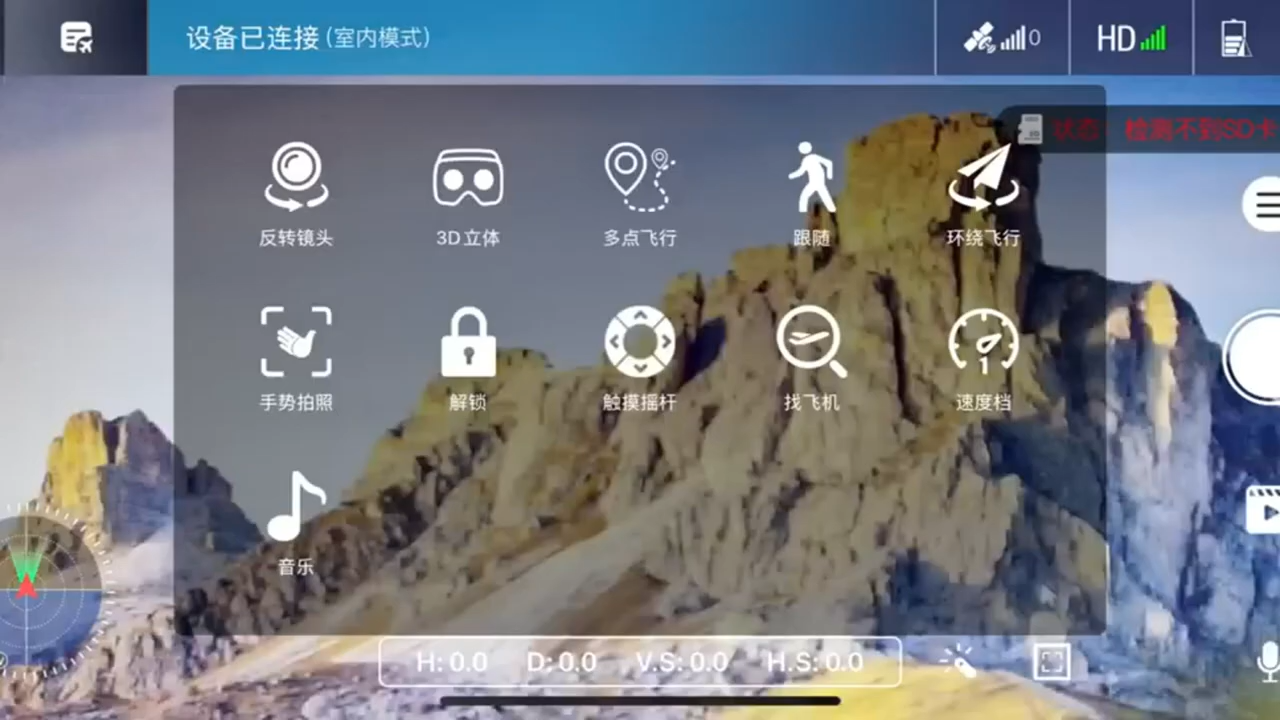 设备已连接(室内模式)
0
HD
状态: 检测不到SD卡
反转镜头
3D立体
多点飞行
跟随
环绕飞行
手势拍照
解锁
触摸摇杆
找飞机
速度档
音乐
W
H: 0.0 D: 0.0 V.S: 0.0 H.S: 0.0